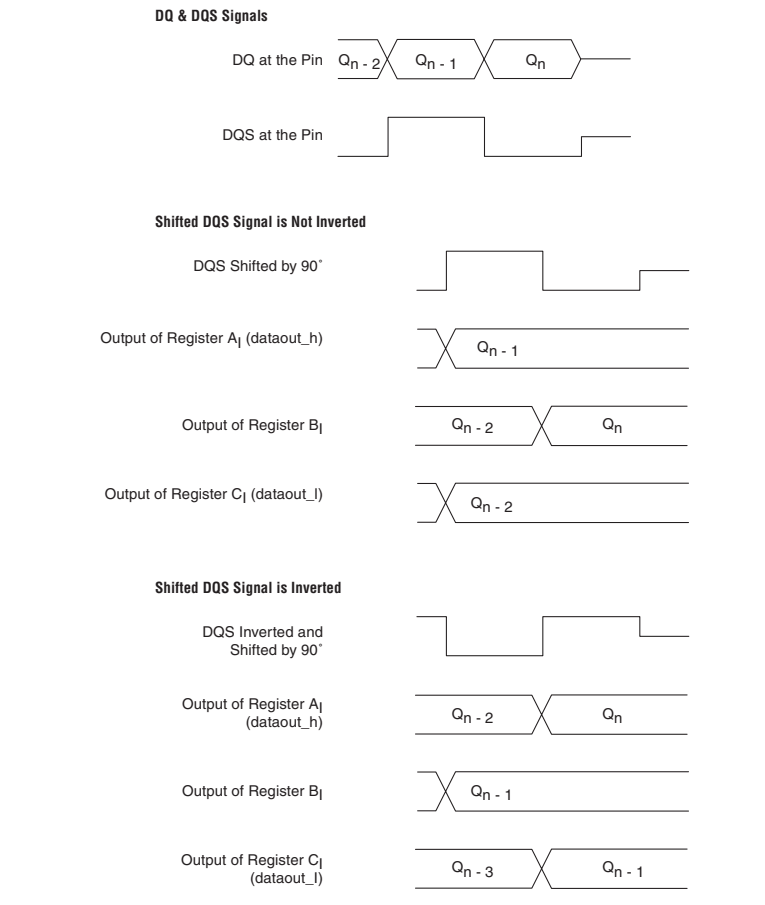 DQ & DQS Signals
DQ at the Pin Qn - 2 Qn - 1 Qn
DQS at the Pin
Shifted DQS Signal is Not Inverted
DQS Shifted by 90˚
Output of Register AI (dataout_h) Qn - 1
Output of Register BI Qn - 2 Qn
Output of Register CI (dataout_l) Qn - 2
Shifted DQS Signal is Inverted
DQS Inverted and
Shifted by 90˚
Output of Register AI
(dataout_h) Qn - 2 Qn
Output of Register BI Qn - 1
Output of Register CI
(dataout_l) Qn - 3 Qn - 1